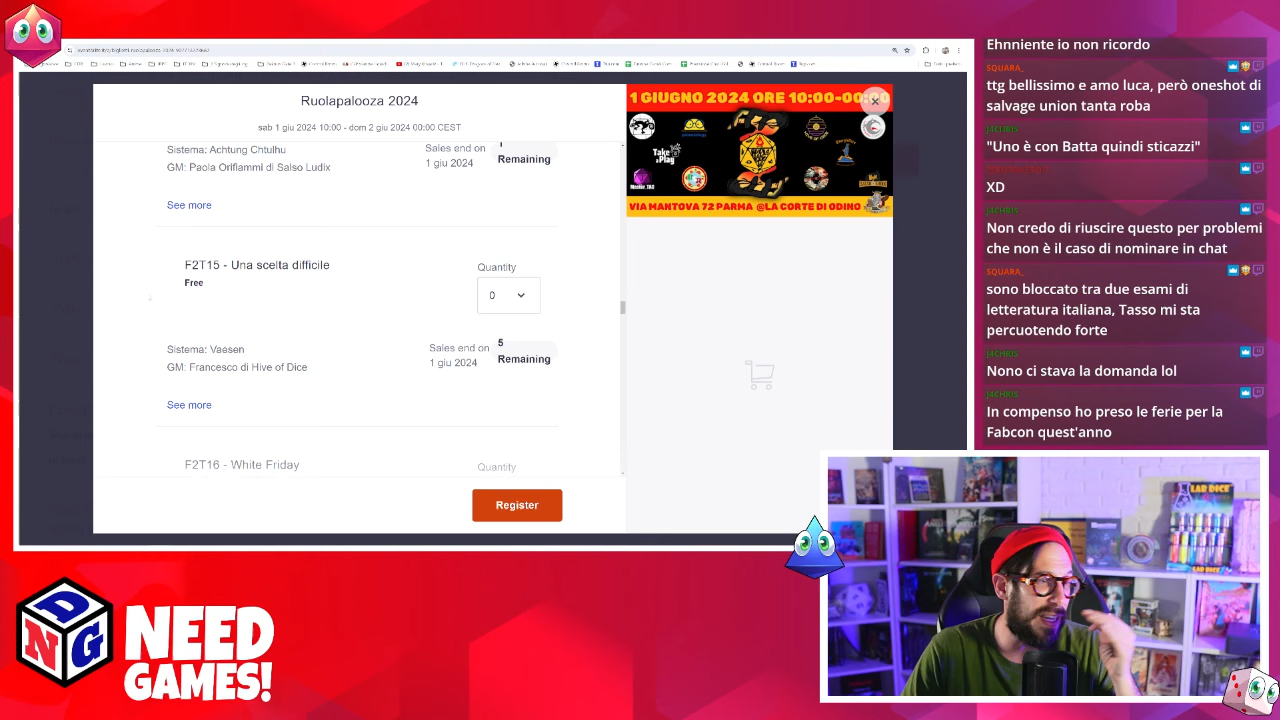 Ruolapalooza 2024
sab 1 giu 2024 10:00 - dom 2 giu 2024 00:00 CEST
Sistema: Achtung Chtulhu
GM: Paola Oriflammi di Salso Ludix
Sales end on
1 giu 2024
1
Remaining
See more
F2T15 - Una scelta difficile
Free
Quantity
0
Sistema: Vaesen
GM: Francesco di Hive of Dice
Sales end on
1 giu 2024
5
Remaining
See more
F2T16 - White Friday
Quantity
Register
1 GIUGNO 2024 ORE 10:00-00:00
Take
Play
VIA MANTOVA 72 PARMA @LA CORTE DI ODINO
Ehnniente io non ricordo
SQUARA_
ttg bellissimo e ano luca, però oneshot di
salvage union tanta roba
J4CHRIS
"Uno è con Batta quindi sticazzi"
XD
J4CHRIS
Non credo di riuscire questo per problemi
che non è il caso di nominare in chat
SQUARA_
sono bloccato tra due esami di
letteratura italiana, Tasso mi sta
percuotendo forte
J4CHRIS
Nono ci stava la domanda lol
J4CHRIS
In compenso ho preso le ferie per la
Fabcon quest'anno
LAB DICE
D
N
G
NEED
GAMES!